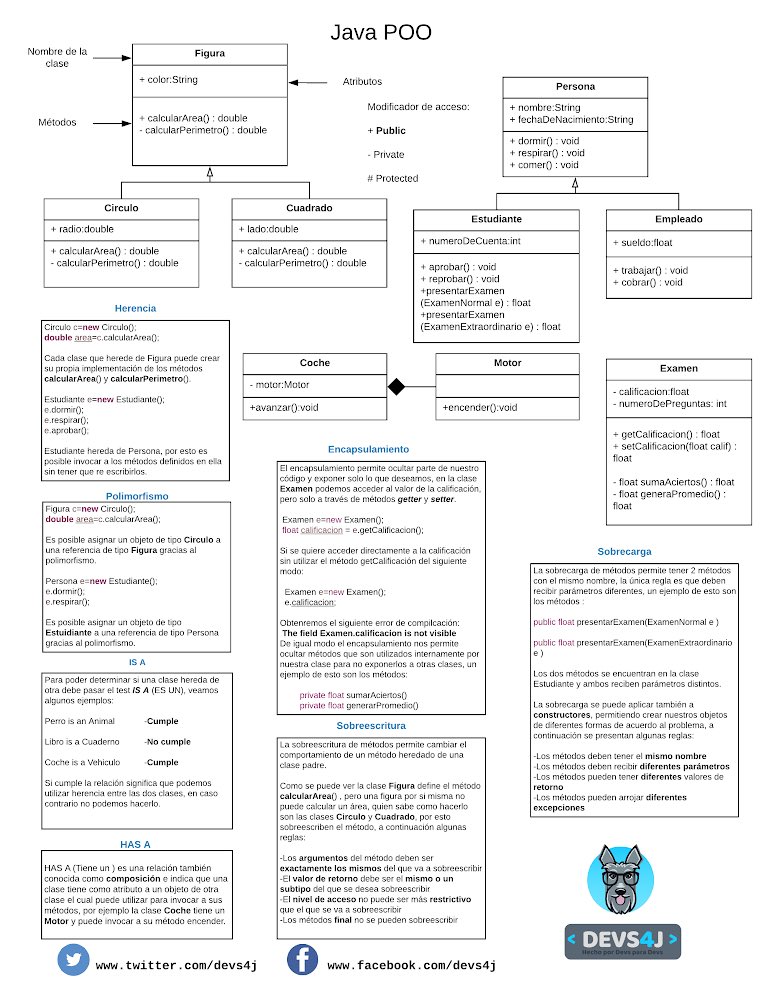 Java POO
Nombre de la
clase
Figura
+ color:String
Atributos
Métodos
+ calcularArea() : double
- calcularPerimetro() : double
Modificador de acceso:
+ Public
- Private
# Protected
Persona
+ nombre:String
+ fechaDeNacimiento:String
+ dormir() : void
+ respirar() : void
+ comer() : void
Circulo
+ radio:double
+ calcularArea() : double
- calcularPerimetro() : double
Cuadrado
+ lado:double
+ calcularArea() : double
- calcularPerimetro() : double
Estudiante
+ numeroDeCuenta:int
+ aprobar() : void
+ reprobar() : void
+presentarExamen
(ExamenNormal e) : float
+presentarExamen
(ExamenExtraordinario e) : float
Empleado
+ sueldo:float
+ trabajar() : void
+ cobrar() : void
Herencia
Circulo c=new Circulo();
double area=c.calcularArea();
Cada clase que herede de Figura puede crear
su propia implementación de los métodos
calcularArea() y calcularPerimetro().
Estudiante e=new Estudiante();
e.dormir();
e.respirar();
e.aprobar();
Estudiante hereda de Persona, por esto es
posible invocar a los métodos definidos en ella
sin tener que re escribirlos.
Coche
- motor:Motor
+avanzar():void
Motor
+encender():void
Examen
- calificacion:float
- numeroDePreguntas: int
+ getCalificacion() : float
+ setCalificacion(float calif) :
float
- float sumaAciertos() : float
- float generaPromedio() :
float
Polimorfismo
Figura c=new Circulo();
double area=c.calcularArea();
Es posible asignar un objeto de tipo Circulo a
una referencia de tipo Figura gracias al
polimorfismo.
Persona e=new Estudiante();
e.dormir();
e.respirar();
Es posible asignar un objeto de tipo
Estuidiante a una referencia de tipo Persona
gracias al polimorfismo.
Encapsulamiento
El encapsulamiento permite ocultar parte de nuestro
código y exponer solo lo que deseamos, en la clase
Examen podemos acceder al valor de la calificación,
pero solo a través de métodos getter y setter.
Examen e=new Examen();
float calificacion = e.getCalificacion();
Si se quiere acceder directamente a la calificación
sin utilizar el método getCalificación del siguiente
modo:
Examen e=new Examen();
e.calificacion;
Obtenremos el siguiente error de compilcación:
The field Examen.calificacion is not visible
De igual modo el encapsulamiento nos permite
ocultar métodos que son utilizados internamente por
nuestra clase para no exponerlos a otras clases, un
ejemplo de esto son los métodos:
private float sumarAciertos()
private float generarPromedio()
Sobrecarga
La sobrecarga de métodos permite tener 2 métodos
con el mismo nombre, la única regla es que deben
recibir parámetros diferentes, un ejemplo de esto son
los métodos :
public float presentarExamen(ExamenNormal e )
public float presentarExamen(ExamenExtraordinario
e )
Los dos métodos se encuentran en la clase
Estudiante y ambos reciben parámetros distintos.
La sobrecarga se puede aplicar también a
constructores, permitiendo crear nuestros objetos
de diferentes formas de acuerdo al problema, a
continuación se presentan algunas reglas:
-Los métodos deben tener el mismo nombre
-Los métodos deben recibir diferentes parámetros
-Los métodos pueden tener diferentes valores de
retorno
-Los métodos pueden arrojar diferentes
excepciones
IS A
Para poder determinar si una clase hereda de
otra debe pasar el test IS A (ES UN), veamos
algunos ejemplos:
Perro is an Animal -Cumple
Libro is a Cuaderno -No cumple
Coche is a Vehiculo -Cumple
Si cumple la relación significa que podemos
utilizar herencia entre las dos clases, en caso
contrario no podemos hacerlo.
Sobreescritura
La sobreescritura de métodos permite cambiar el
comportamiento de un método heredado de una
clase padre.
Como se puede ver la clase Figura define el método
calcularArea() , pero una figura por si misma no
puede calcular un área, quien sabe como hacerlo
son las clases Circulo y Cuadrado, por esto
sobreescriben el método, a continuación algunas
reglas:
-Los argumentos del método deben ser
exactamente los mismos del que va a sobreescribir
-El valor de retorno debe ser el mismo o un
subtipo del que se desea sobreescribir
-El nivel de acceso no puede ser más restrictivo
que el que se va a sobreescribir
-Los métodos final no se pueden sobreescribir
HAS A
HAS A (Tiene un ) es una relación también
conocida como composición e indica que una
clase tiene como atributo a un objeto de otra
clase el cual puede utilizar para invocar a sus
métodos, por ejemplo la clase Coche tiene un
Motor y puede invocar a su método encender.
< DEVS4J >
Hecho por Devs para Devs
www.twitter.com/devs4j
www.facebook.com/devs4j